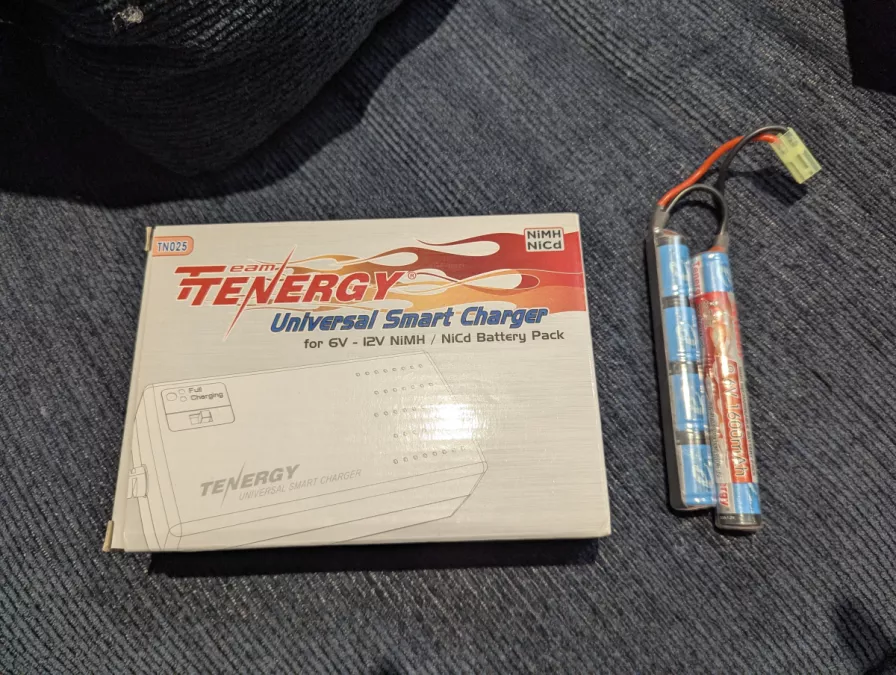 TN025
NiMH
NiCd
Team
TENERGY®
Universal Smart Charger
for 6V - 12V NiMH / NiCd Battery Pack
Full
Charging
TENERGY
UNIVERSAL SMART CHARGER
1600mAh